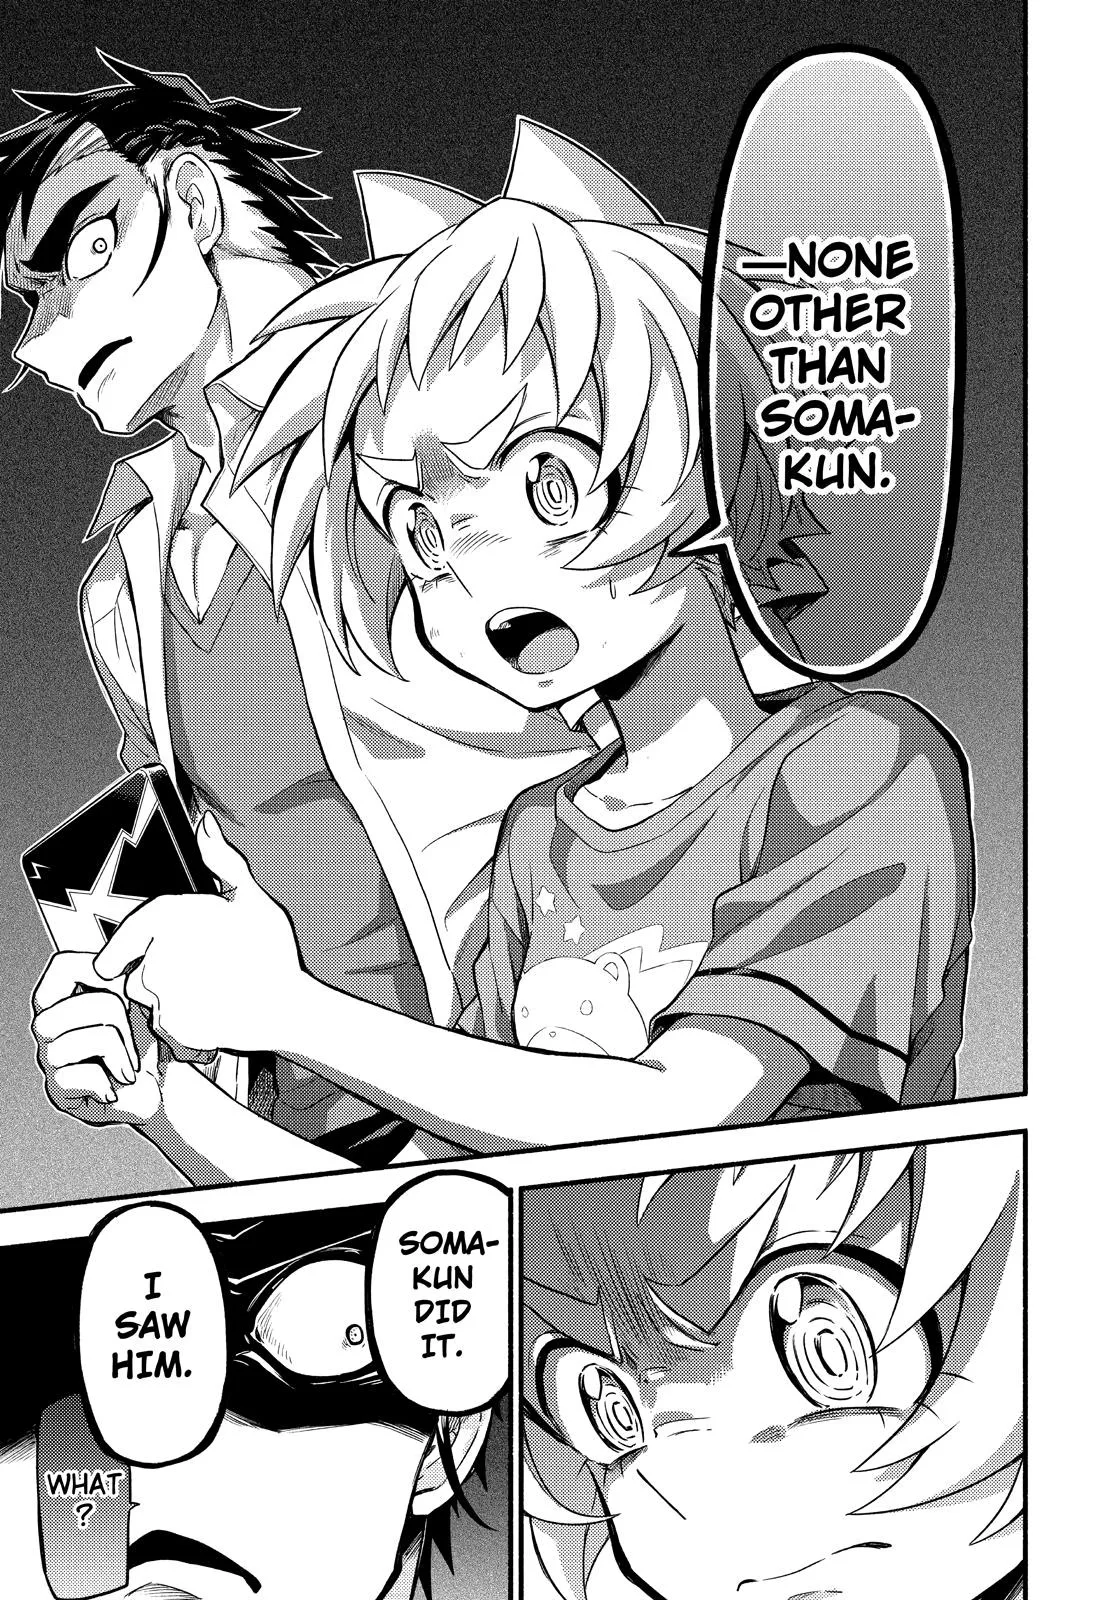 —NONE
OTHER
THAN
SOMA-
KUN.
SOMA-
KUN
DID
IT.
I
SAW
HIM.
WHAT
?